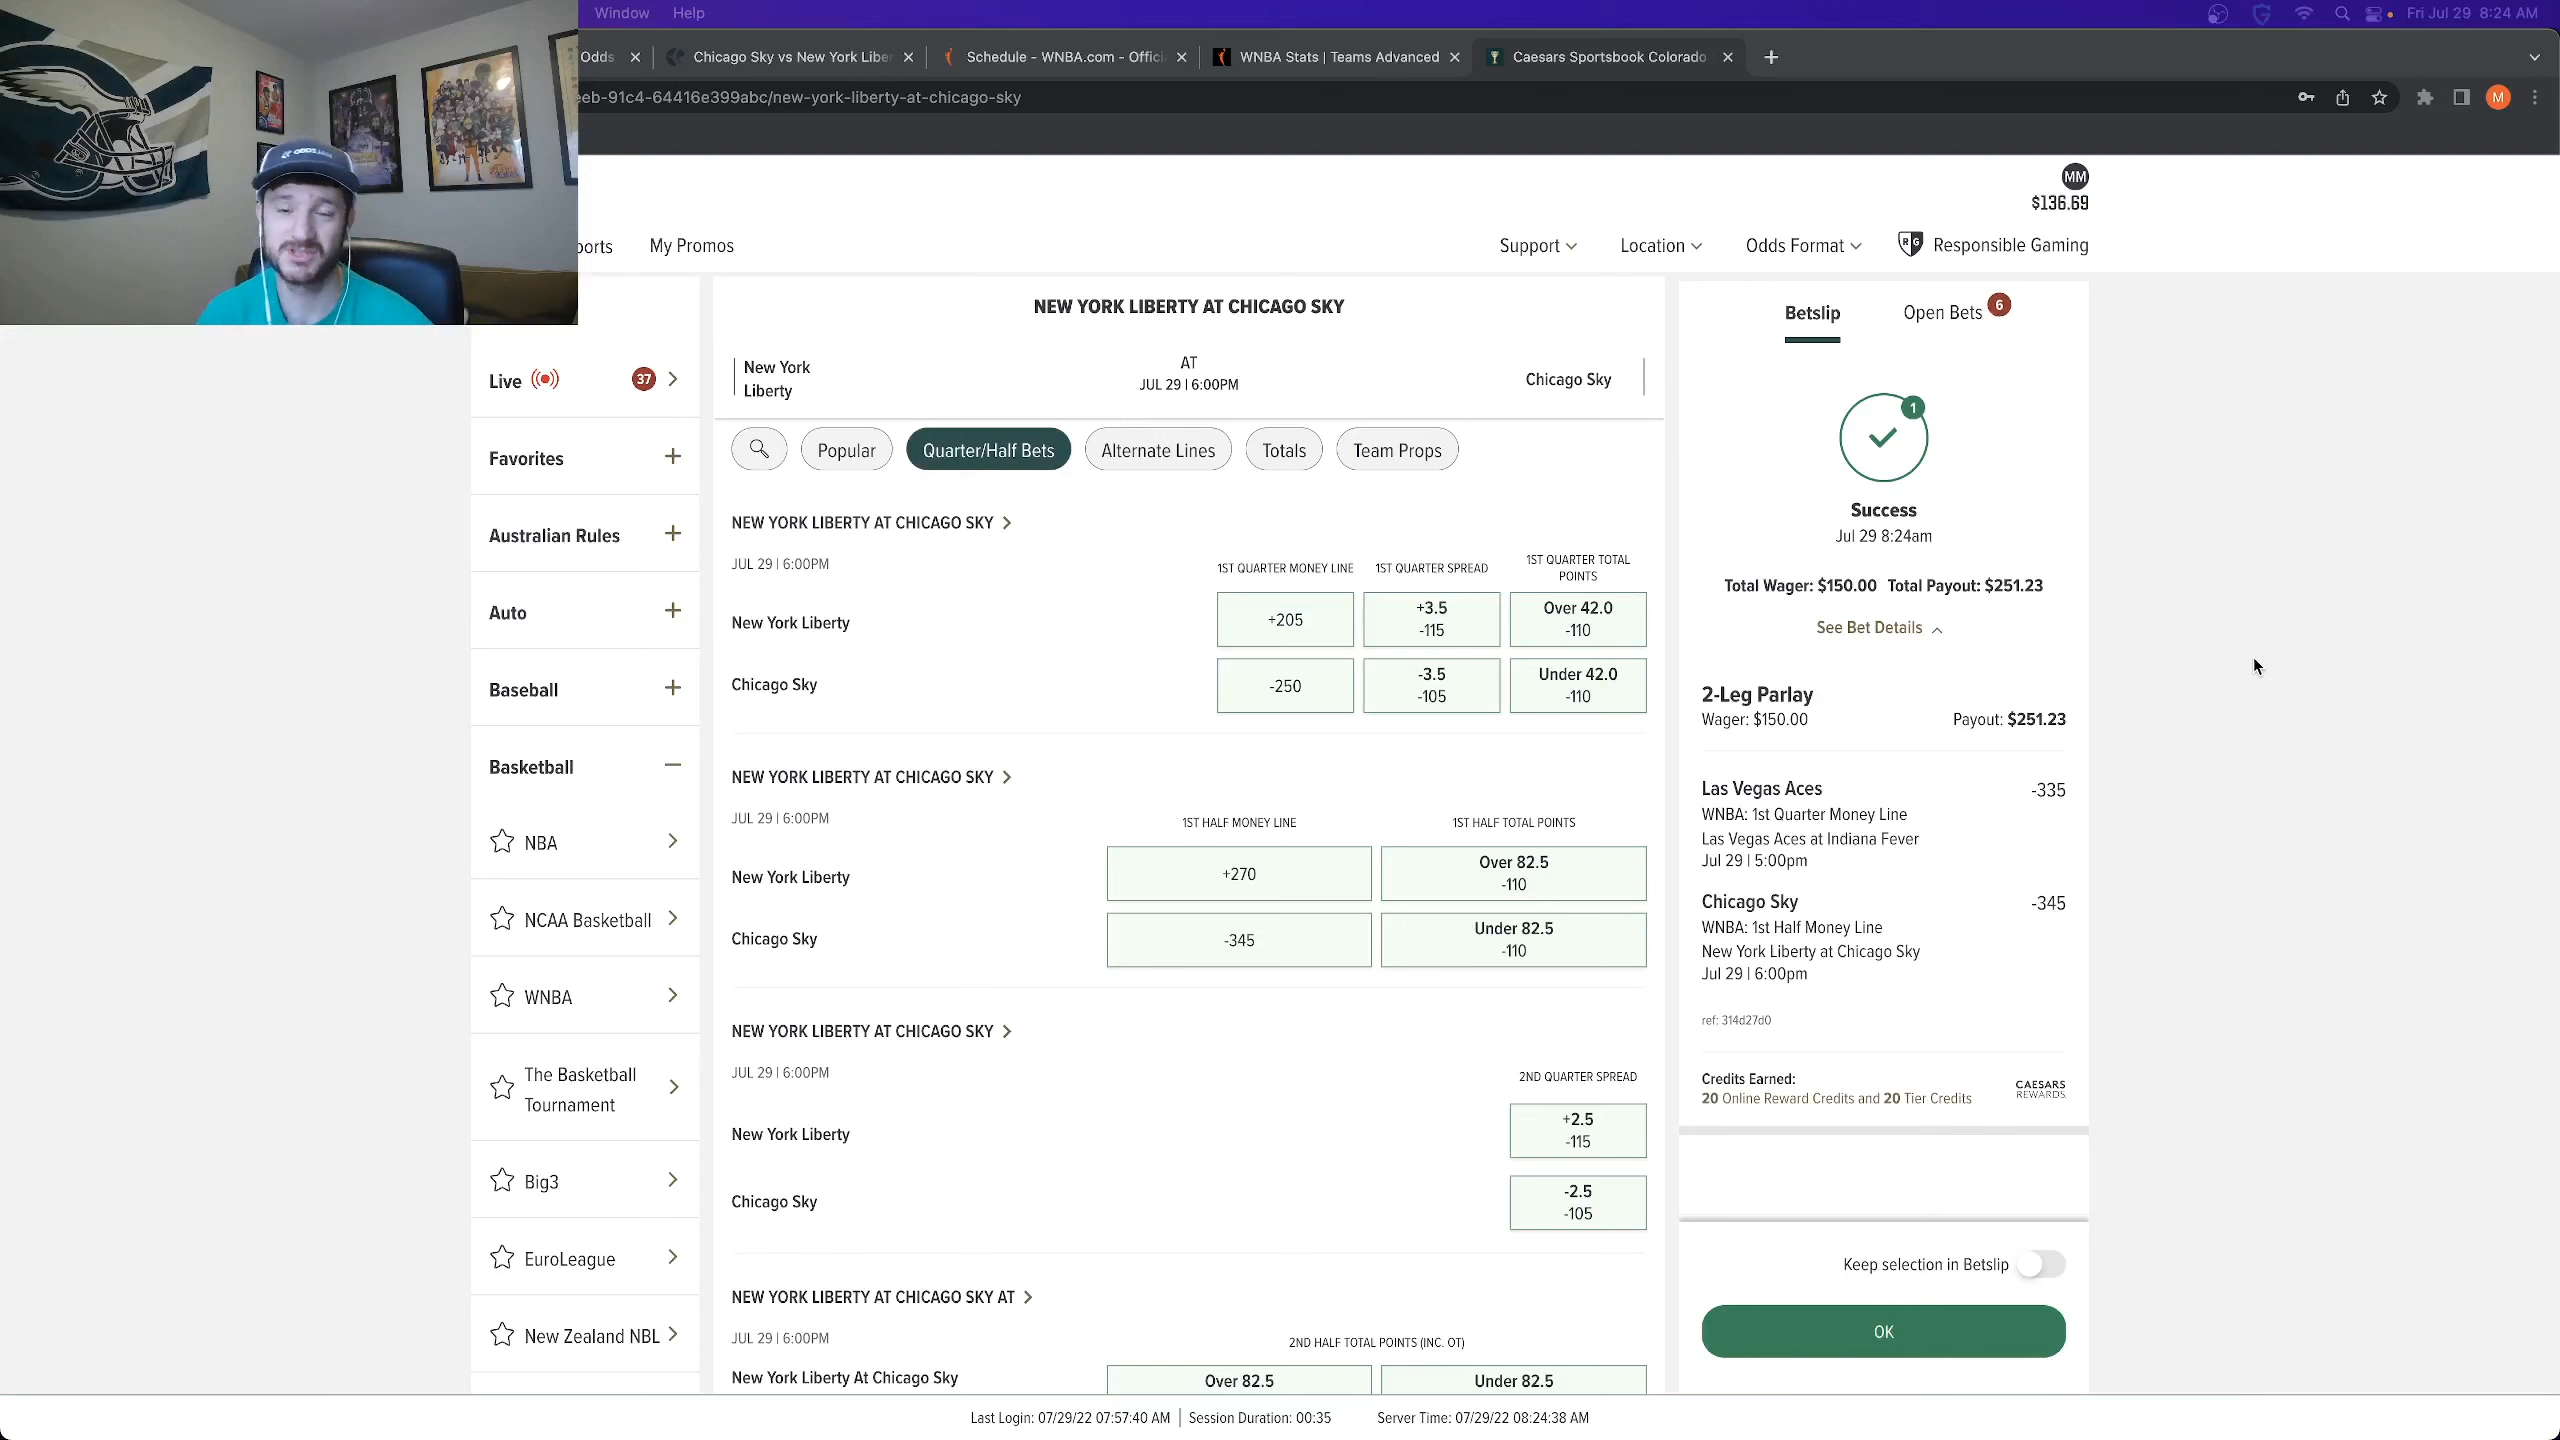 Window Help
Fri Jul 29 8:24 AM
Odds
Chicago Sky vs New York Liber
Schedule - WNBA.com - Offici
WNBA Stats | Teams Advanced
Caesars Sportsbook Colorado
eb-91c4-64416e399abc/new-york-liberty-at-chicago-sky
M
MM
$136.69
orts
My Promos
Support
Location
Odds Format
RG
Responsible Gaming
Live
37
Favorites
Australian Rules
Auto
Baseball
Basketball
NBA
NCAA Basketball
WNBA
The Basketball
Tournament
Big3
EuroLeague
New Zealand NBL
NEW YORK LIBERTY AT CHICAGO SKY
New York
Liberty
AT
JUL 29 | 6:00PM
Chicago Sky
Popular
Quarter/Half Bets
Alternate Lines
Totals
Team Props
NEW YORK LIBERTY AT CHICAGO SKY
JUL 29 | 6:00PM
1ST QUARTER MONEY LINE
1ST QUARTER SPREAD
1ST QUARTER TOTAL
POINTS
New York Liberty
+205
+3.5
-115
Over 42.0
-110
Chicago Sky
-250
-3.5
-105
Under 42.0
-110
NEW YORK LIBERTY AT CHICAGO SKY
JUL 29 | 6:00PM
1ST HALF MONEY LINE
1ST HALF TOTAL POINTS
New York Liberty
+270
Over 82.5
-110
Chicago Sky
-345
Under 82.5
-110
NEW YORK LIBERTY AT CHICAGO SKY
JUL 29 | 6:00PM
2ND QUARTER SPREAD
New York Liberty
+2.5
-115
Chicago Sky
-2.5
-105
NEW YORK LIBERTY AT CHICAGO SKY AT
JUL 29 | 6:00PM
2ND HALF TOTAL POINTS (INC. OT)
New York Liberty At Chicago Sky
Over 82.5
Under 82.5
Betslip
Open Bets
6
1
Success
Jul 29 8:24am
Total Wager: $150.00 Total Payout: $251.23
See Bet Details
2-Leg Parlay
Wager: $150.00
Payout: $251.23
Las Vegas Aces
-335
WNBA: 1st Quarter Money Line
Las Vegas Aces at Indiana Fever
Jul 29 | 5:00pm
Chicago Sky
-345
WNBA: 1st Half Money Line
New York Liberty at Chicago Sky
Jul 29 | 6:00pm
ref: 314d27d0
Credits Earned:
20 Online Reward Credits and 20 Tier Credits
CAESARS
REWARDS
Keep selection in Betslip
OK
Last Login: 07/29/22 07:57:40 AM | Session Duration: 00:35
Server Time: 07/29/22 08:24:38 AM